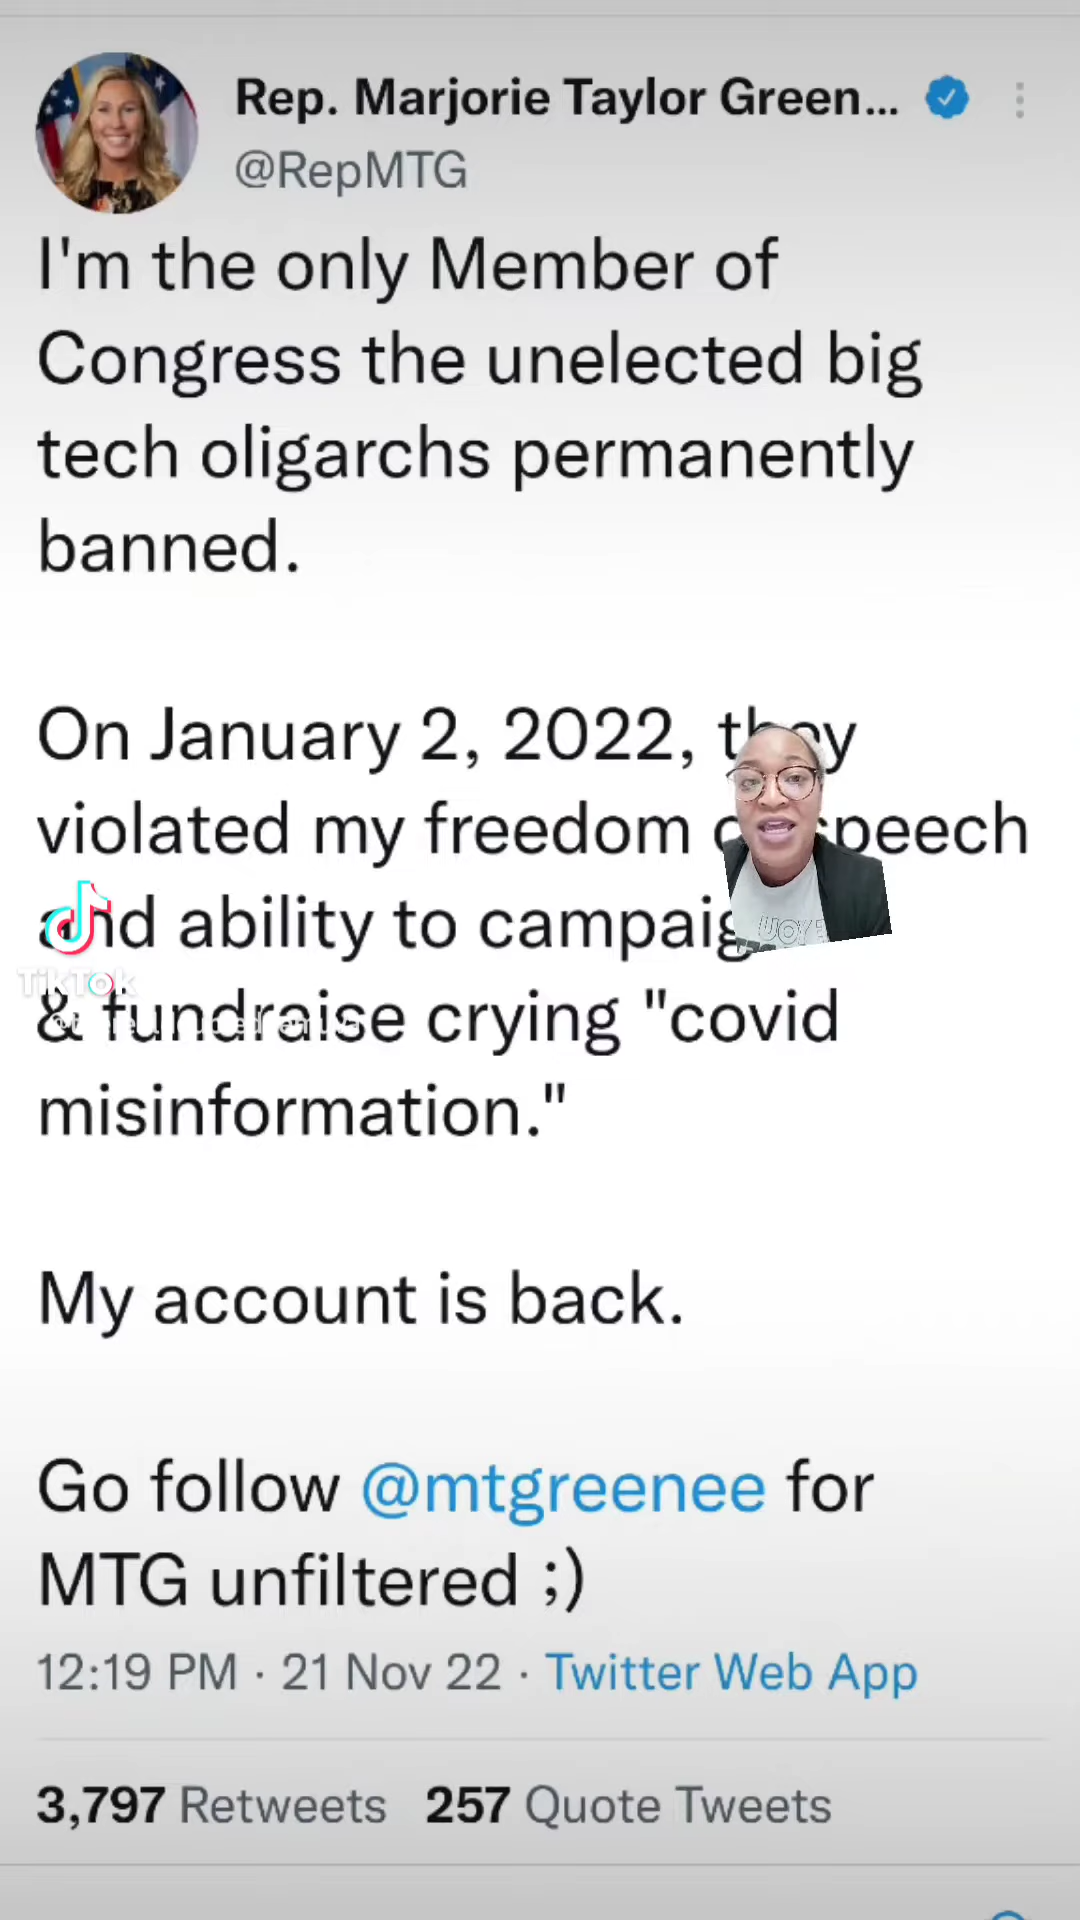 Rep. Marjorie Taylor Green...
@RepMTG
I'm the only Member of
Congress the unelected big
tech oligarchs permanently
banned.
On January 2, 2022, they
violated my freedom of speech
and ability to campaign
& fundraise crying "covid
misinformation."
My account is back.
Go follow @mtgreenee for
MTG unfiltered ;)
12:19 PM · 21 Nov 22 · Twitter Web App
3,797 Retweets 257 Quote Tweets
TikTok